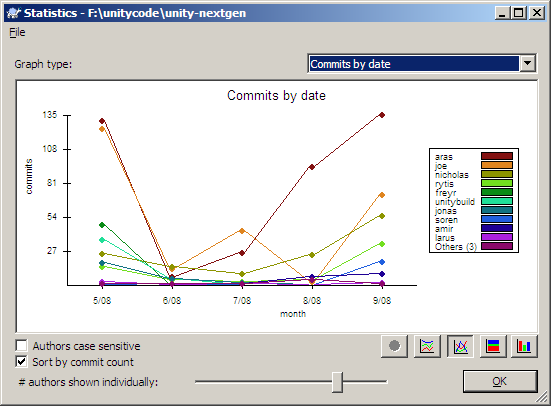 Statistics - F:\unitycode\unity-nextgen
File
Graph type:
Commits by date
Commits by date
135
108
81
54
27
commits
5/08
6/08
7/08
8/08
9/08
month
aras
joe
nicholas
rytis
freyr
unitybuild
jonas
soren
amir
larus
Others (3)
Authors case sensitive
Sort by commit count
# authors shown individually:
OK